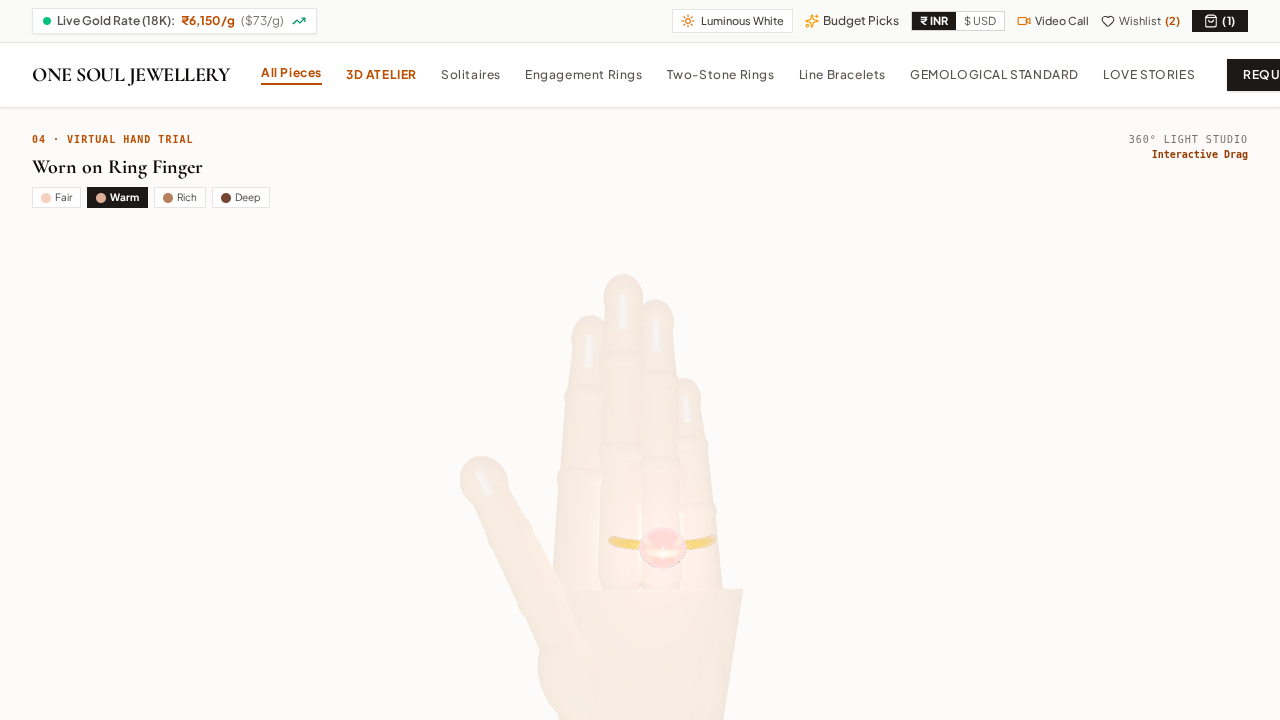 Live Gold Rate (18K): ₹6,150/g ($73/g)
Luminous White
Budget Picks
₹ INR $ USD
Video Call
Wishlist (2)
(1)
ONE SOUL JEWELLERY
All Pieces
3D ATELIER
Solitaires
Engagement Rings
Two-Stone Rings
Line Bracelets
GEMOLOGICAL STANDARD
LOVE STORIES
REQU
04 · VIRTUAL HAND TRIAL
Worn on Ring Finger
Fair
Warm
Rich
Deep
360° LIGHT STUDIO
Interactive Drag